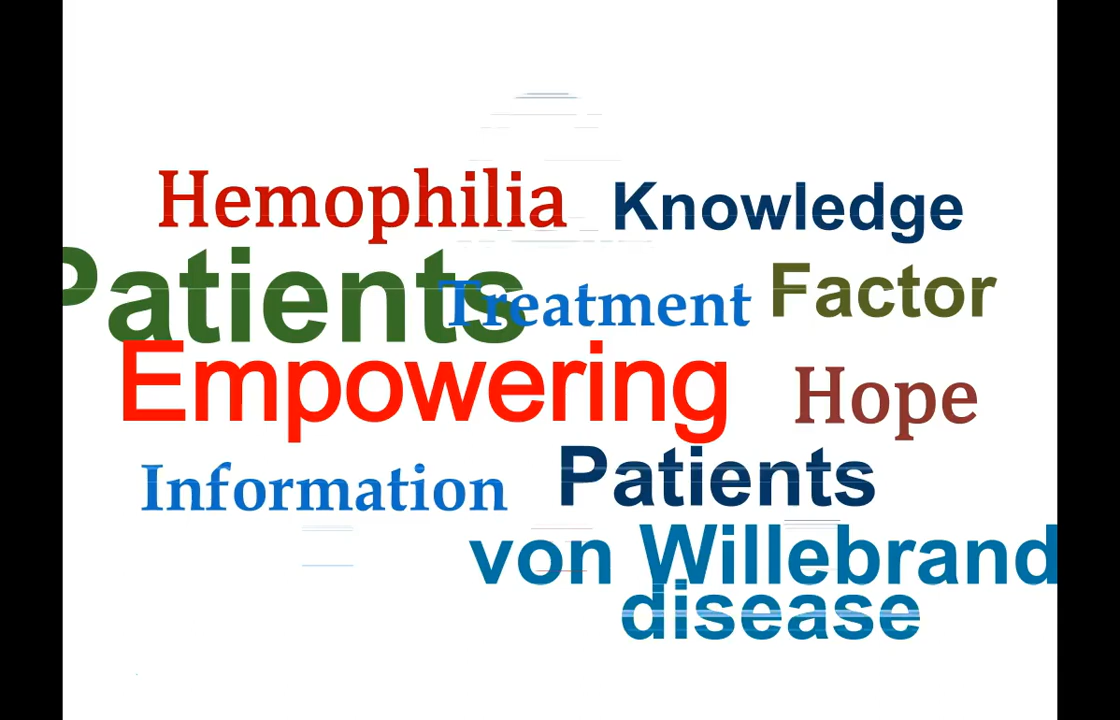 Hemophilia
Knowledge
Patients
Treatment
Factor
Empowering
Hope
Information
Patients
von Willebrand
disease